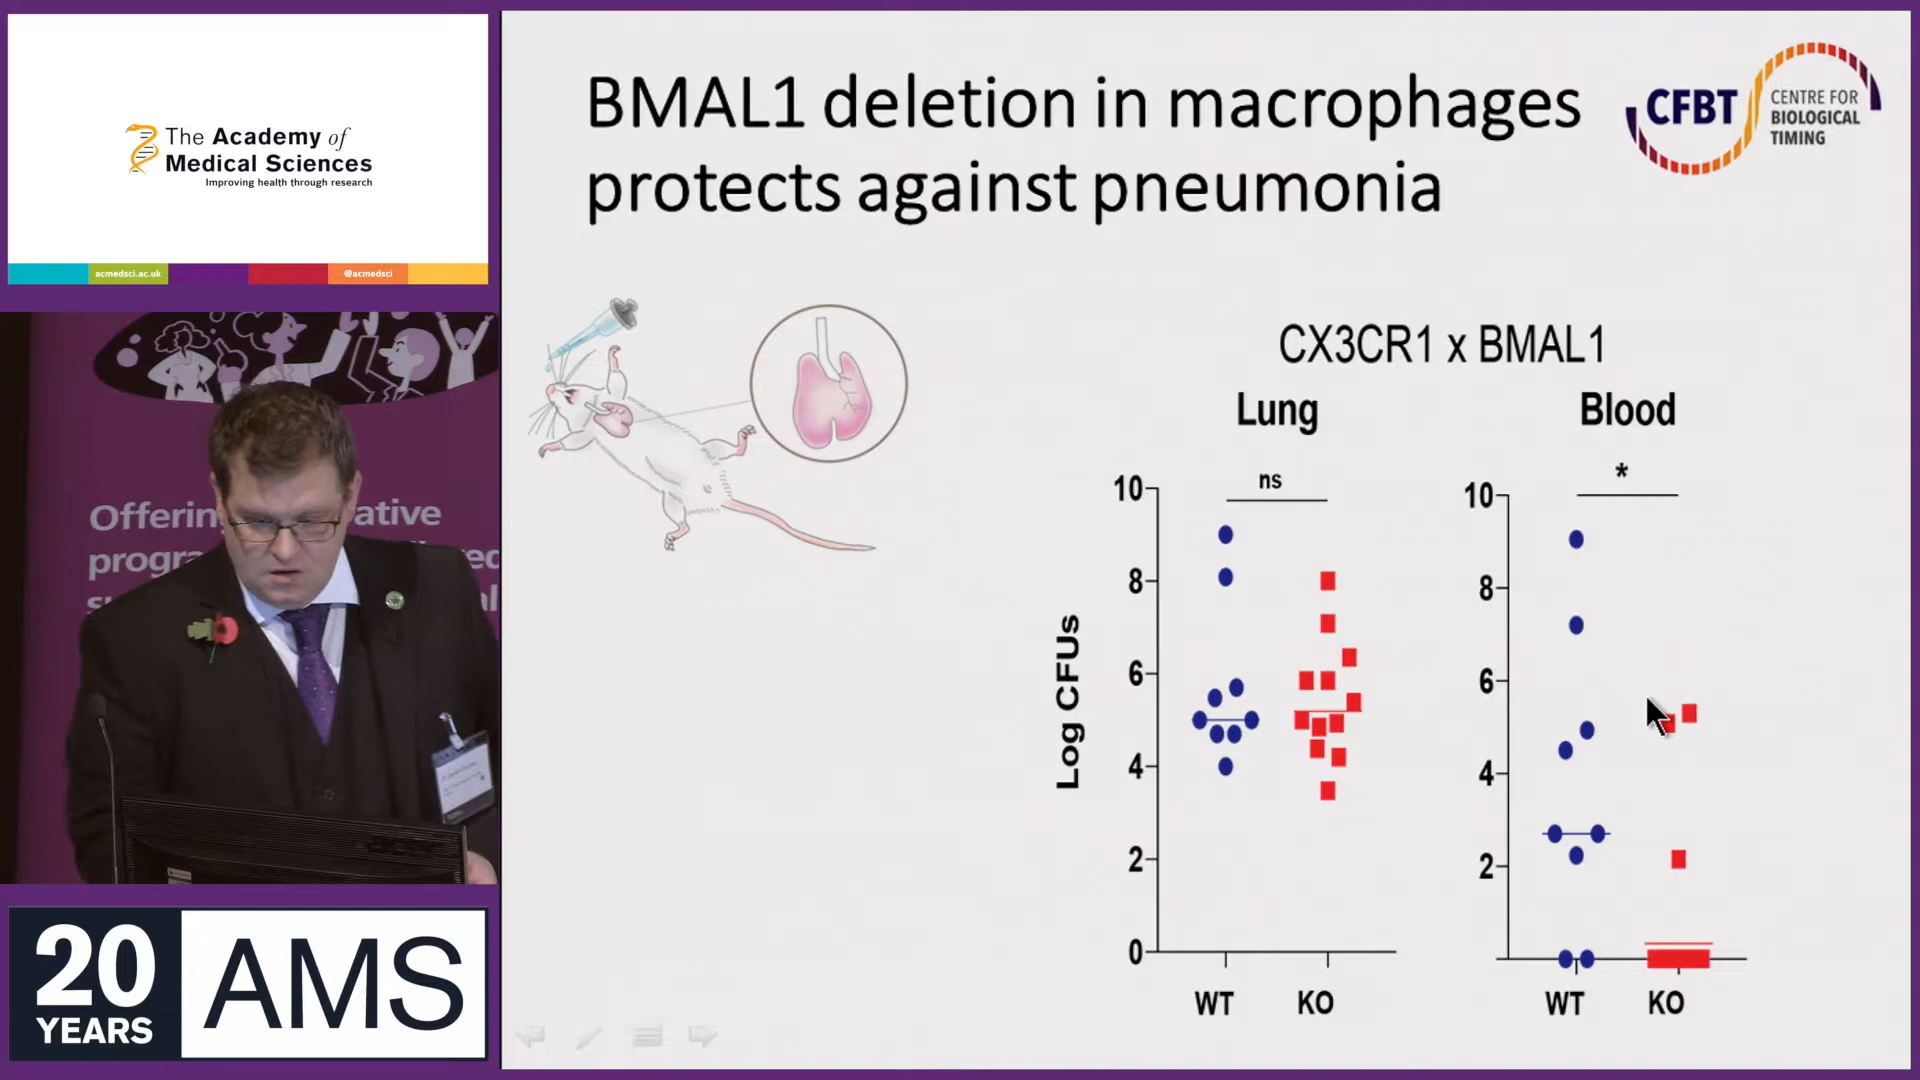 The Academy of
Medical Sciences
Improving health through research
acmedsci.ac.uk
@acmedsci
Offerin
ative
progra
20
YEARS
AMS
BMAL1 deletion in macrophages
protects against pneumonia
CFBT
CENTRE FOR
BIOLOGICAL
TIMING
CX3CR1 x BMAL1
Lung
Blood
ns
*
Log CFUs
10
8
6
4
2
0
WT
KO
10
8
6
4
2
WT
KO